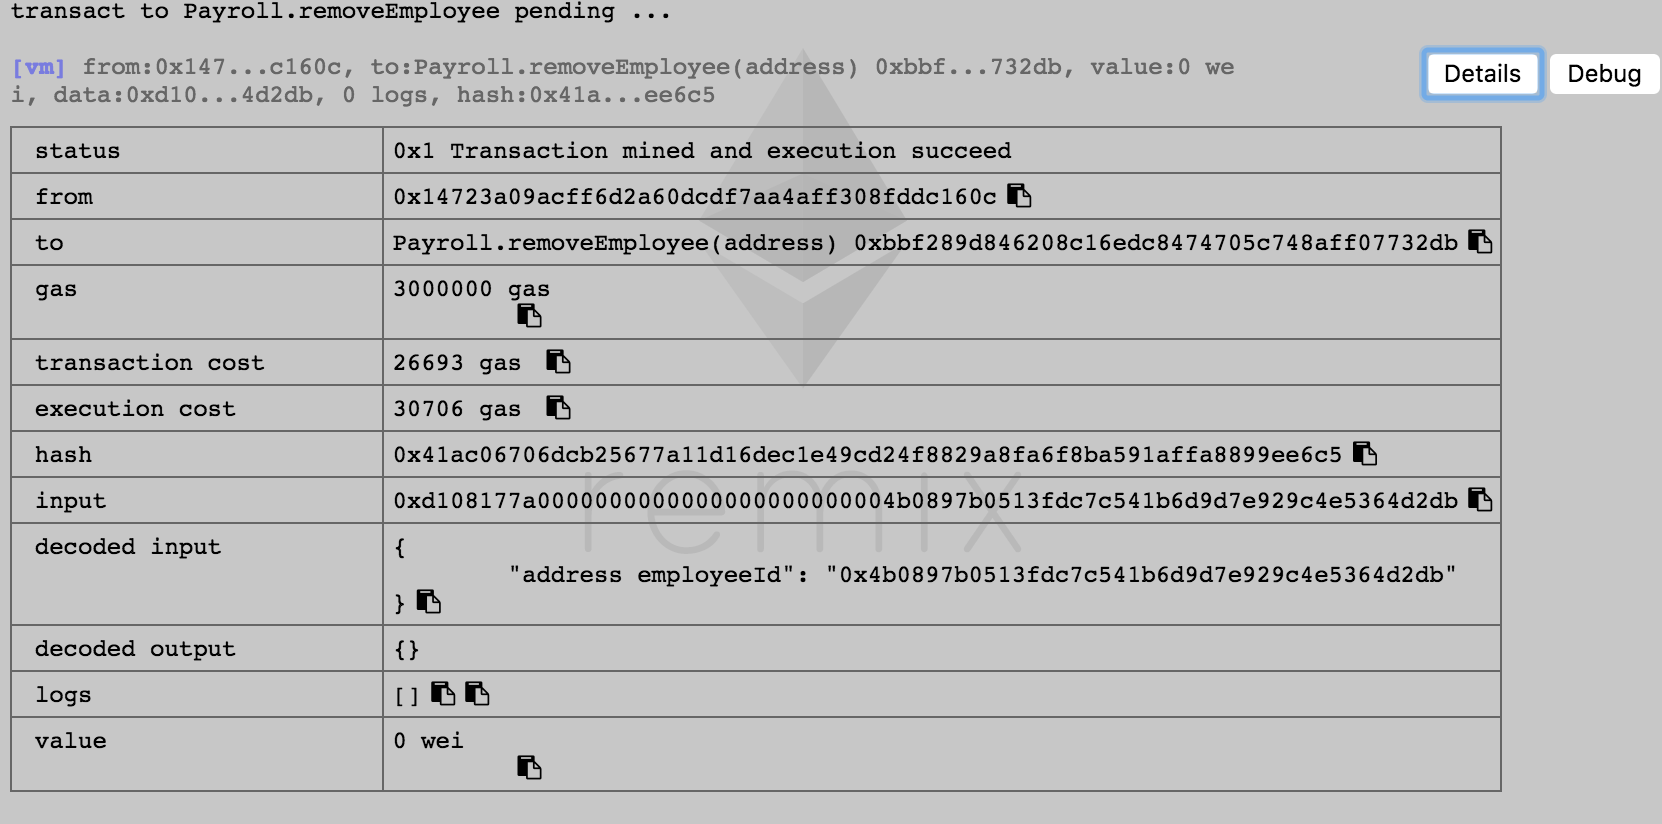 transact to Payroll.removeEmployee pending ...
[vm] from:0x147...c160c, to:Payroll.removeEmployee(address) 0xbbf...732db, value:0 we
i, data:0xd10...4d2db, 0 logs, hash:0x41a...ee6c5
Details Debug
status 0x1 Transaction mined and execution succeed
from 0x14723a09acff6d2a60dcdf7aa4aff308fddc160c
to Payroll.removeEmployee(address) 0xbbf289d846208c16edc8474705c748aff07732db
gas 3000000 gas
transaction cost 26693 gas
execution cost 30706 gas
hash 0x41ac06706dcb25677a11d16dec1e49cd24f8829a8fa6f8ba591affa8899ee6c5
input 0xd108177a0000000000000000000000004b0897b0513fdc7c541b6d9d7e929c4e5364d2db
decoded input {
"address employeeId": "0x4b0897b0513fdc7c541b6d9d7e929c4e5364d2db"
}
decoded output {}
logs []
value 0 wei
remix